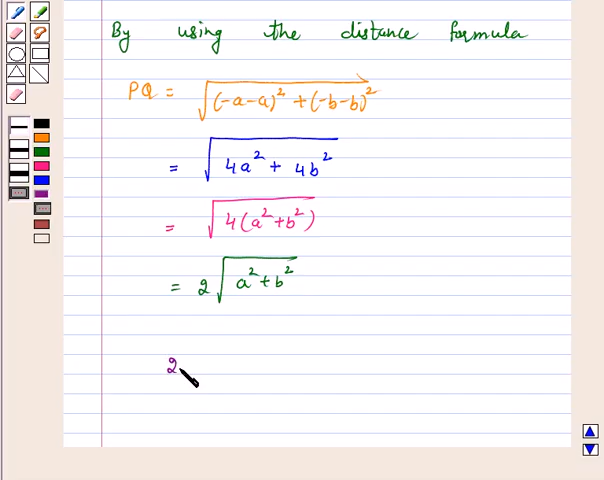 By using the distance formula
PQ = √((-a-a)² + (-b-b)²)
= √(4a² + 4b²)
= √(4(a²+b²))
= 2√(a²+b²)
2